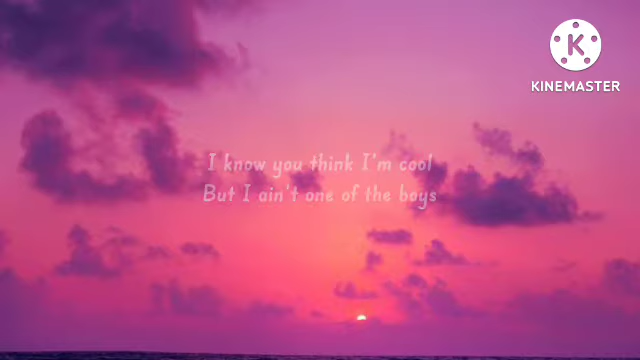 KINEMASTER
I know you think I'm cool
But I ain't one of the boys